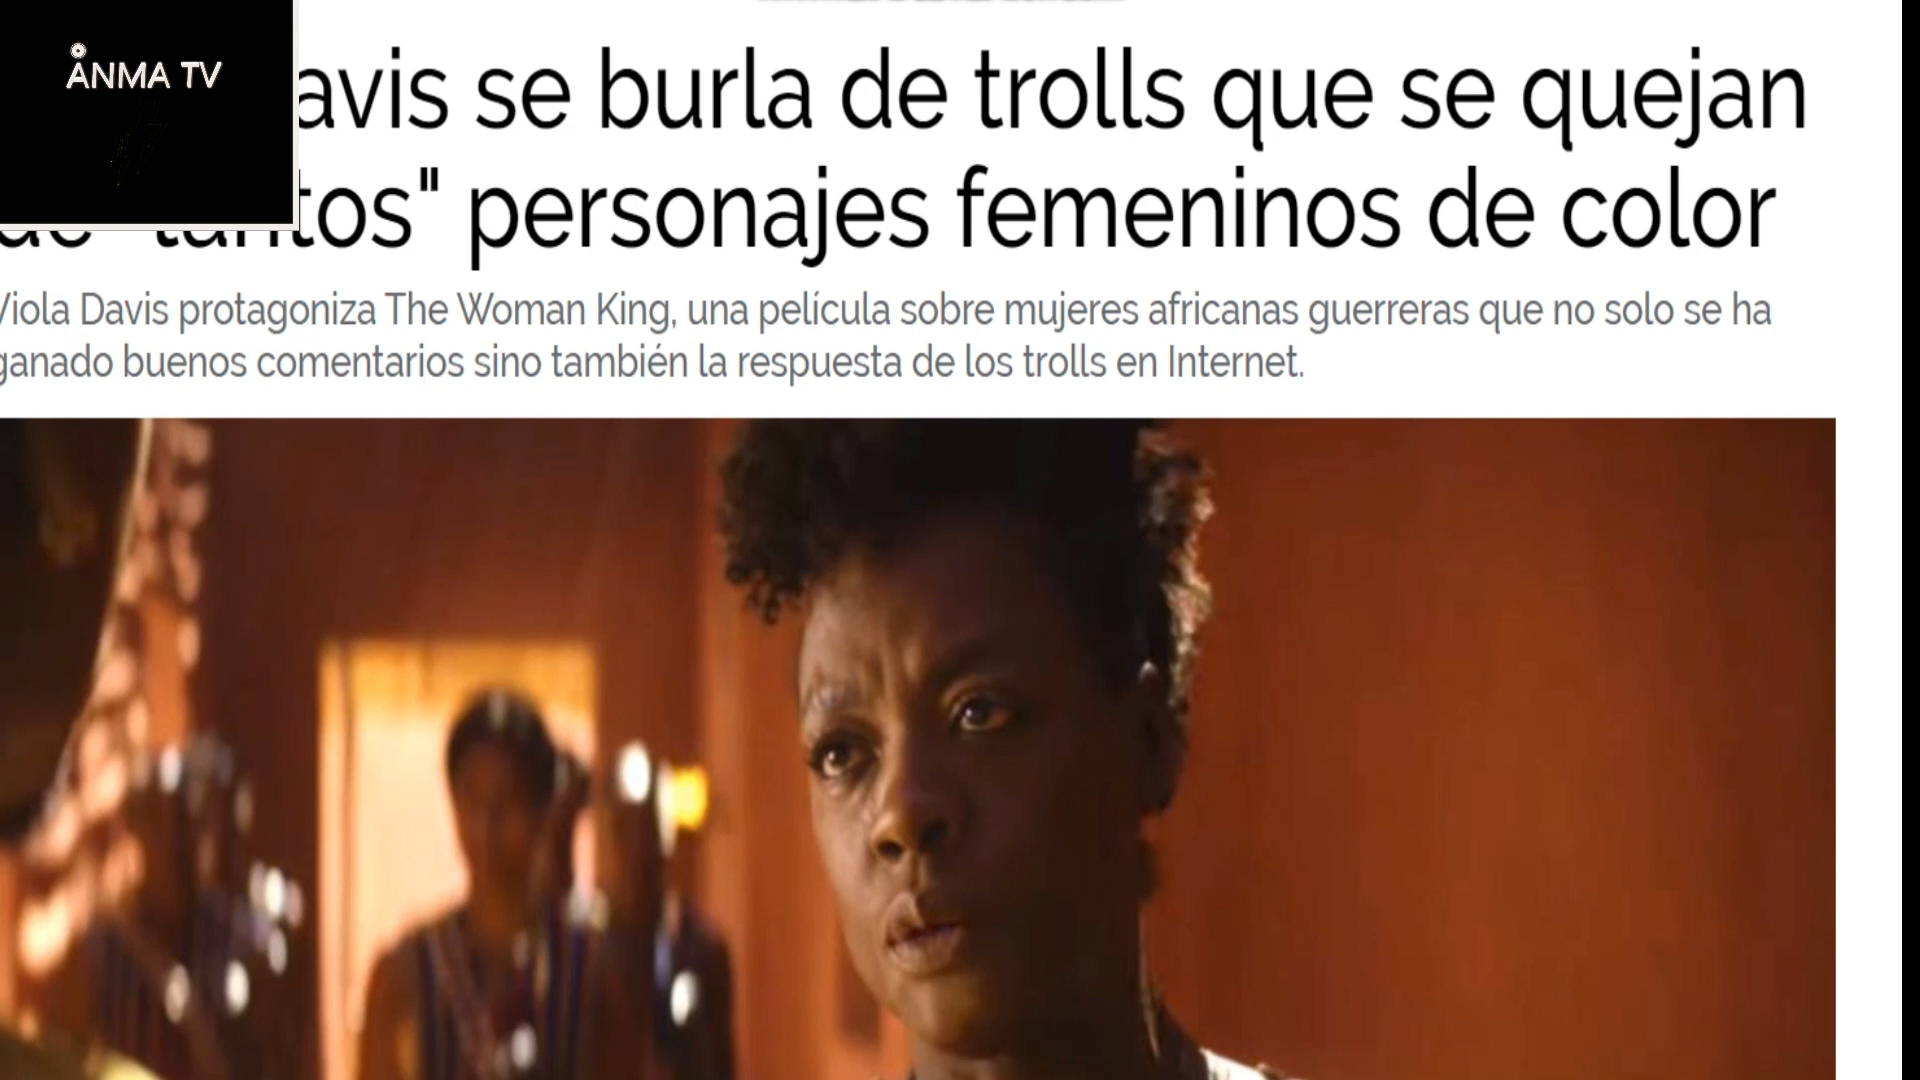 ANMA TV
avis se burla de trolls que se quejan
de "tantos" personajes femeninos de color
Viola Davis protagoniza The Woman King, una película sobre mujeres africanas guerreras que no solo se ha
ganado buenos comentarios sino también la respuesta de los trolls en Internet.